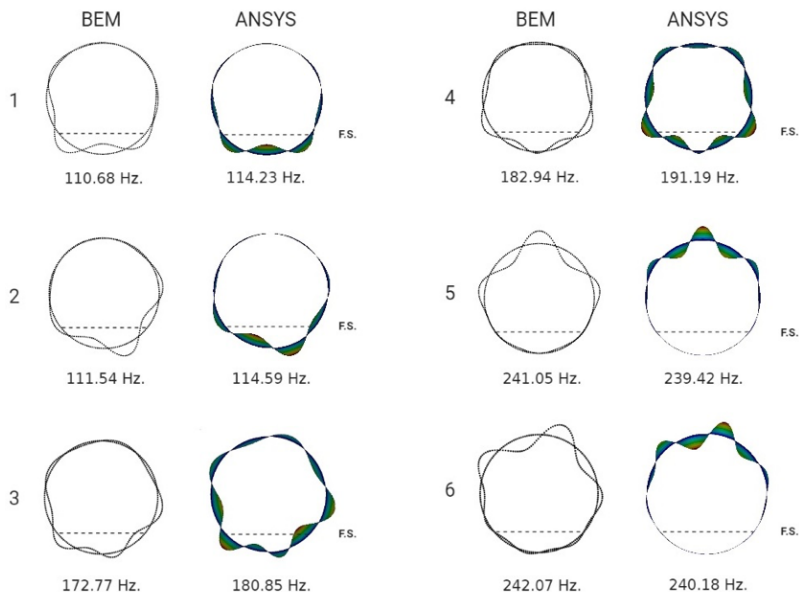 BEM ANSYS
1 F.S.
110.68 Hz. 114.23 Hz.
2 F.S.
111.54 Hz. 114.59 Hz.
3 F.S.
172.77 Hz. 180.85 Hz.
BEM ANSYS
4 F.S.
182.94 Hz. 191.19 Hz.
5 F.S.
241.05 Hz. 239.42 Hz.
6 F.S.
242.07 Hz. 240.18 Hz.